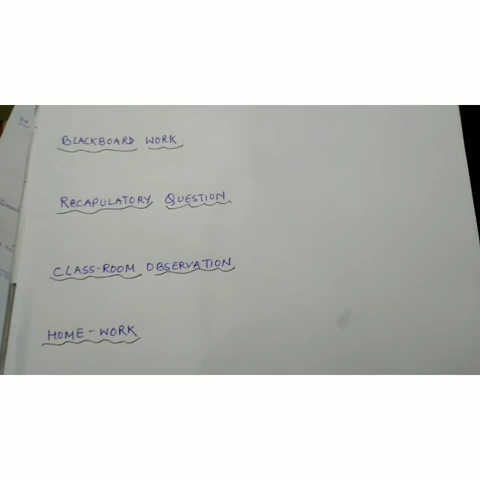 BLACKBOARD WORK
RECAPULATORY QUESTION
CLASS-ROOM OBSERVATION
HOME-WORK